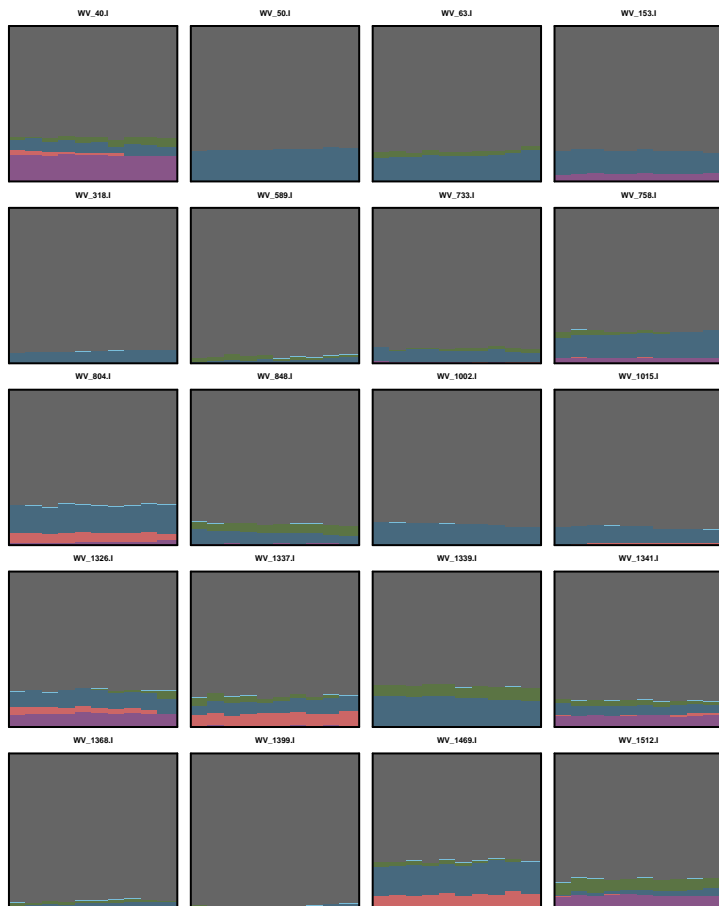 WV_40.I WV_50.I WV_63.I WV_153.I
WV_318.I WV_589.I WV_733.I WV_758.I
WV_804.I WV_848.I WV_1002.I WV_1015.I
WV_1326.I WV_1337.I WV_1339.I WV_1341.I
WV_1368.I WV_1399.I WV_1469.I WV_1512.I